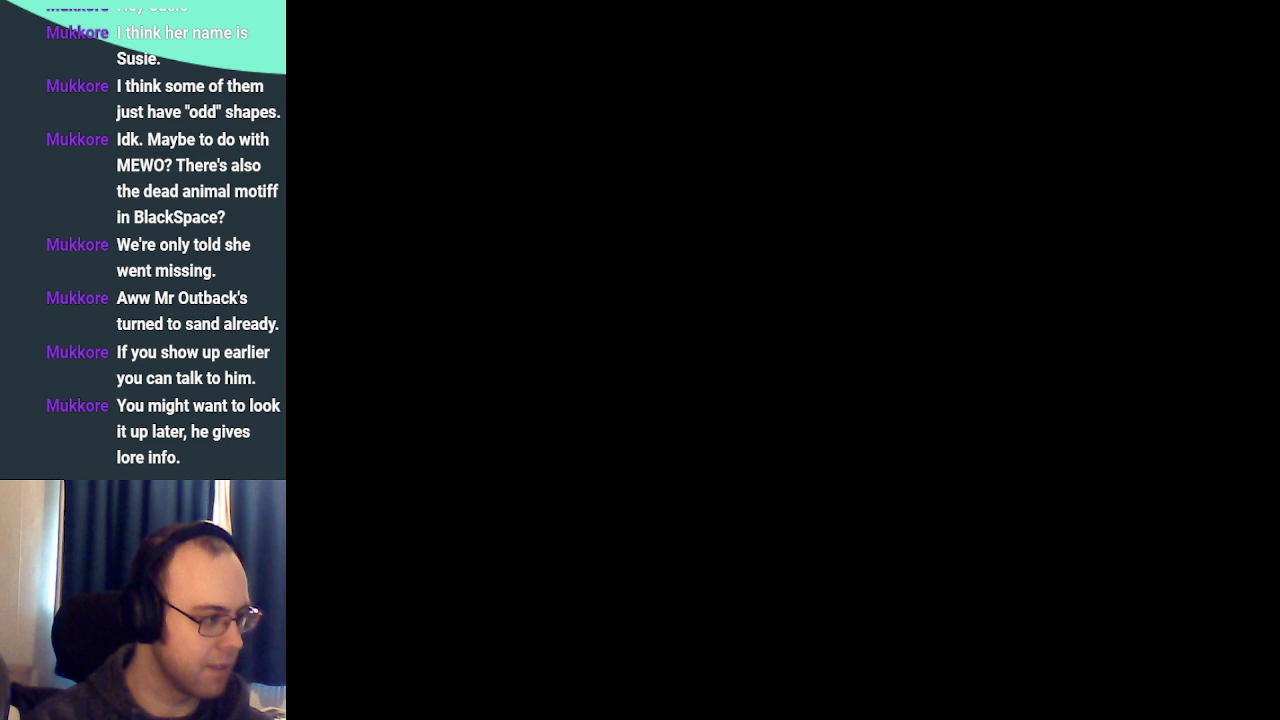 Mukkore Hey Susie
Mukkore I think her name is
Susie.
Mukkore I think some of them
just have "odd" shapes.
Mukkore Idk. Maybe to do with
MEWO? There's also
the dead animal motiff
in BlackSpace?
Mukkore We're only told she
went missing.
Mukkore Aww Mr Outback's
turned to sand already.
Mukkore If you show up earlier
you can talk to him.
Mukkore You might want to look
it up later, he gives
lore info.